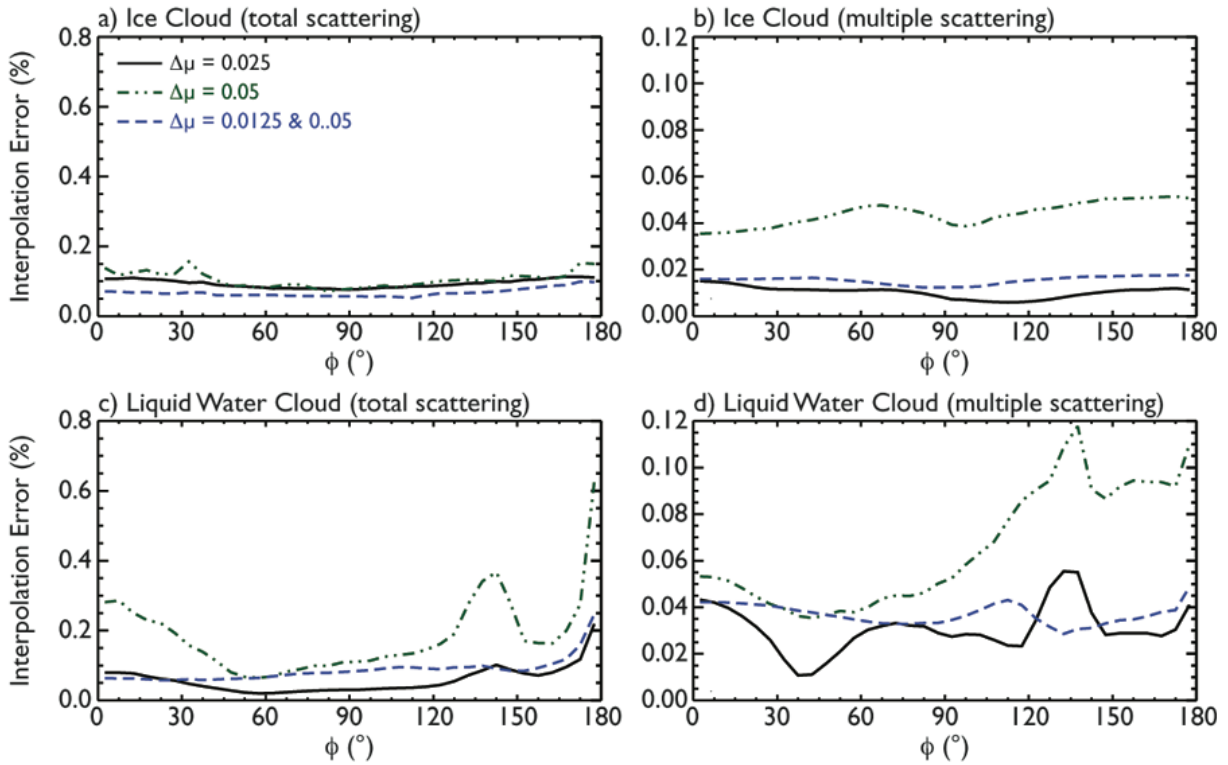 a) Ice Cloud (total scattering)
b) Ice Cloud (multiple scattering)
Interpolation Error (%)
0.8
0.6
0.4
0.2
0.0
Δμ = 0.025
Δμ = 0.05
Δμ = 0.0125 & 0..05
0 30 60 90 120 150 180
ϕ (°)
0.12
0.10
0.08
0.06
0.04
0.02
0.00
0 30 60 90 120 150 180
ϕ (°)
c) Liquid Water Cloud (total scattering)
d) Liquid Water Cloud (multiple scattering)
Interpolation Error (%)
0.8
0.6
0.4
0.2
0.0
0 30 60 90 120 150 180
ϕ (°)
0.12
0.10
0.08
0.06
0.04
0.02
0.00
0 30 60 90 120 150 180
ϕ (°)